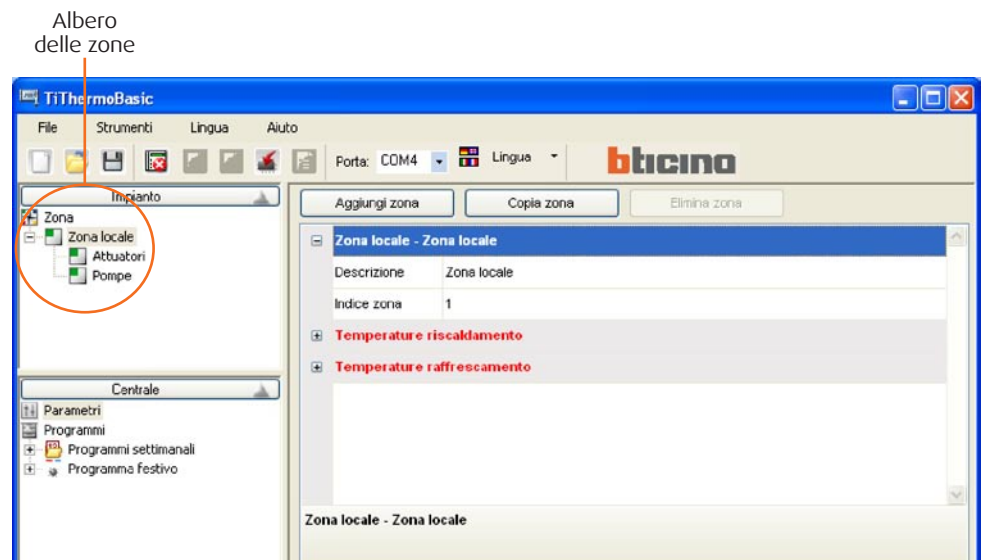 Albero
delle zone
TiThermoBasic
File Strumenti Lingua Aiuto
Porta: COM4 Lingua bticino
Impianto
Zona
Zona locale
Attuatori
Pompe
Aggiungi zona Copia zona Elimina zona
Zona locale - Zona locale
Descrizione Zona locale
Indice zona 1
Temperature riscaldamento
Temperature raffrescamento
Centrale
Parametri
Programmi
Programmi settimanali
Programma festivo
Zona locale - Zona locale